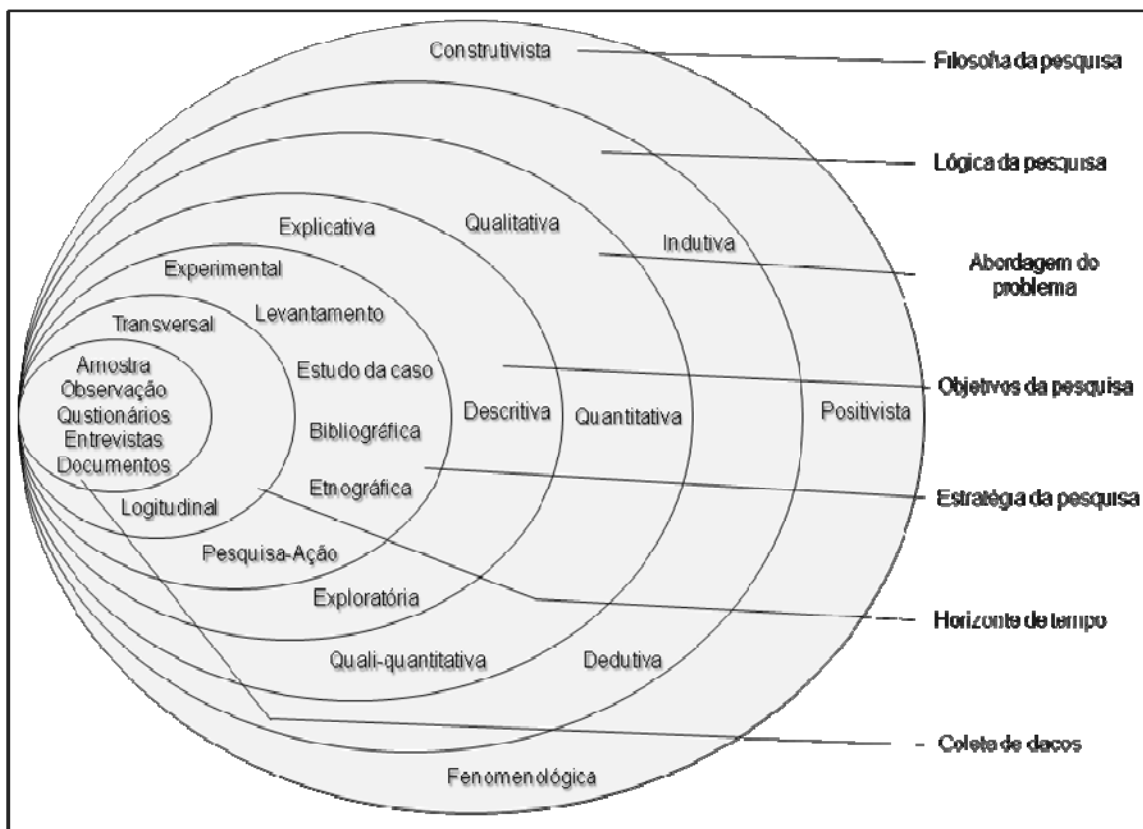 Construtivista
Filosofia da pesquisa
Lógica da pesquisa
Explicativa
Qualitativa
Indutiva
Abordagem do
problema
Experimental
Transversal
Levantamento
Amostra
Observação
Qustionários
Entrevistas
Documentos
Estudo da caso
Objetivos da pesquisa
Descritiva
Quantitativa
Positivista
Bibliográfica
Etnográfica
Estratégia da pesquisa
Logitudinal
Pesquisa-Ação
Exploratória
Horizonte de tempo
Quali-quantitativa
Dedutiva
Coleta de dados
Fenomenológica